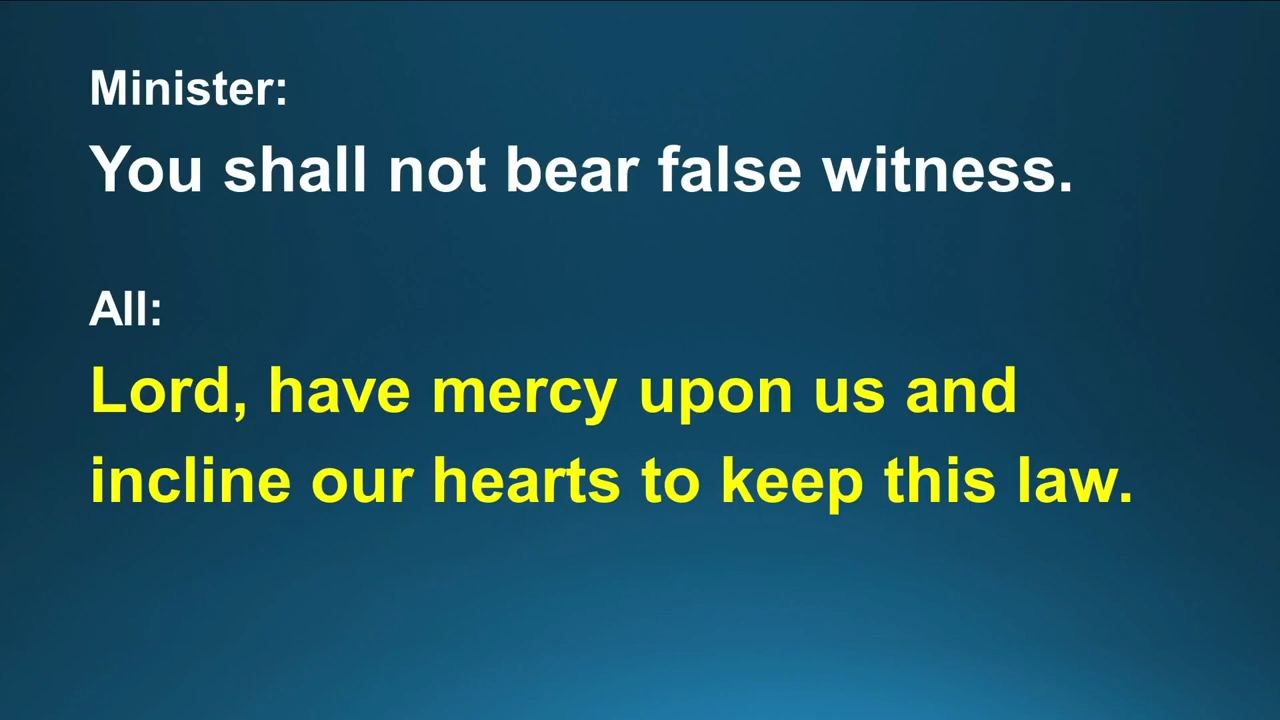 Minister:
You shall not bear false witness.
All:
Lord, have mercy upon us and
incline our hearts to keep this law.